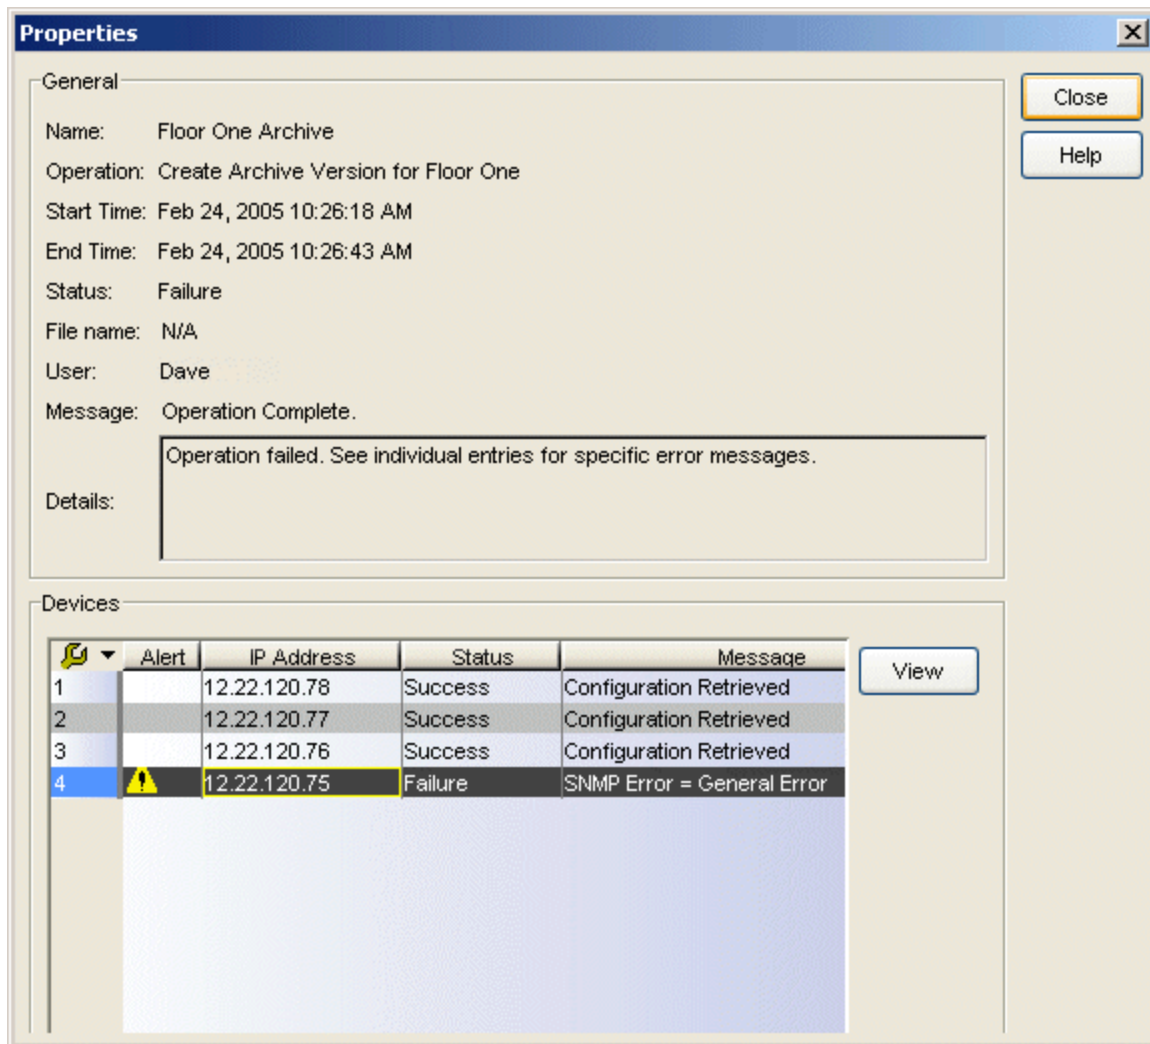 Properties
General
Close
Name: Floor One Archive
Help
Operation: Create Archive Version for Floor One
Start Time: Feb 24, 2005 10:26:18 AM
End Time: Feb 24, 2005 10:26:43 AM
Status: Failure
File name: N/A
User: Dave
Message: Operation Complete.
Operation failed. See individual entries for specific error messages.
Details:
Devices
Alert IP Address Status Message
View
1 12.22.120.78 Success Configuration Retrieved
2 12.22.120.77 Success Configuration Retrieved
3 12.22.120.76 Success Configuration Retrieved
4 12.22.120.75 Failure SNMP Error = General Error